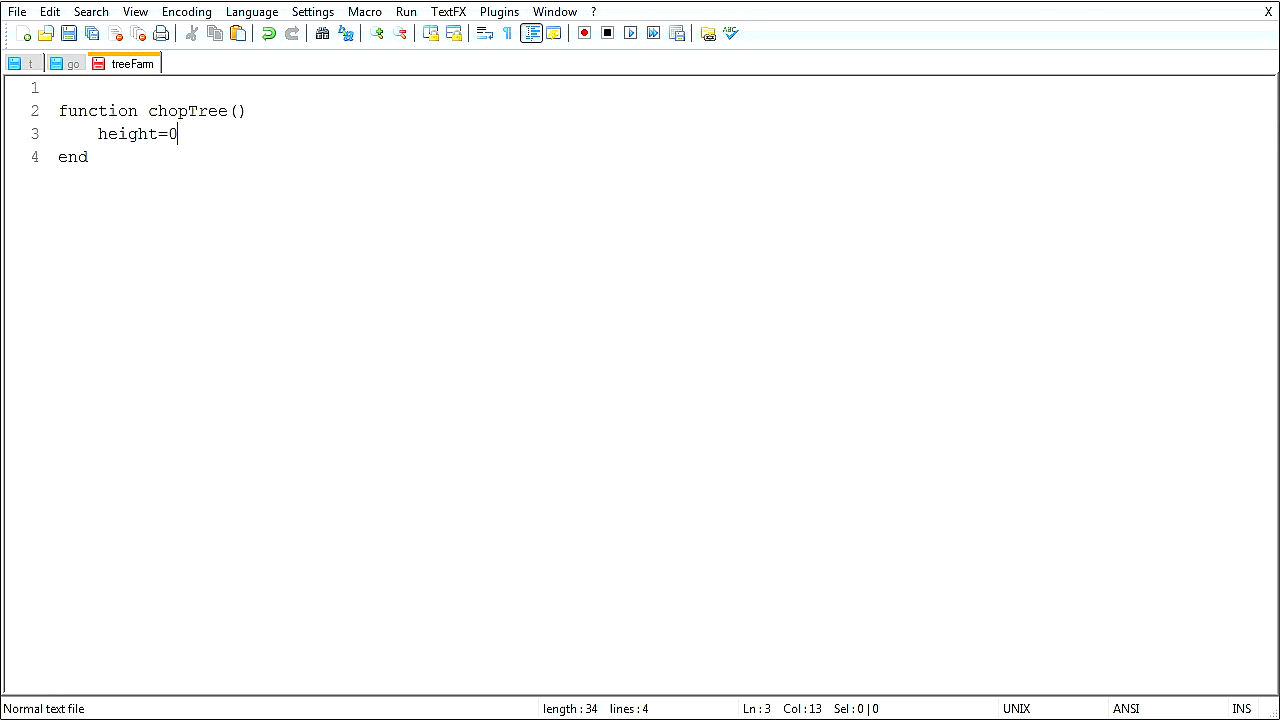 File Edit Search View Encoding Language Settings Macro Run TextFX Plugins Window ? X
t go treeFarm
1
2 function chopTree()
3 height=0
4 end
Normal text file length : 34 lines : 4 Ln : 3 Col : 13 Sel : 0 | 0 UNIX ANSI INS